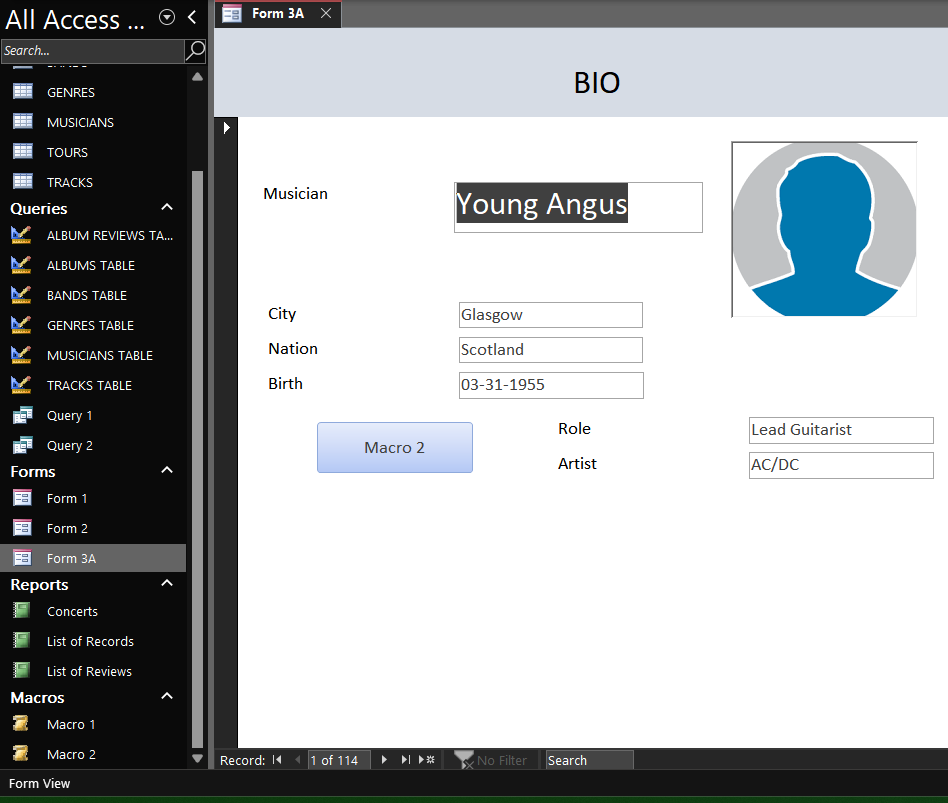 All Access ...
Search...
GENRES
MUSICIANS
TOURS
TRACKS
Queries
ALBUM REVIEWS TA...
ALBUMS TABLE
BANDS TABLE
GENRES TABLE
MUSICIANS TABLE
TRACKS TABLE
Query 1
Query 2
Forms
Form 1
Form 2
Form 3A
Reports
Concerts
List of Records
List of Reviews
Macros
Macro 1
Macro 2
Form 3A
BIO
Musician Young Angus
City Glasgow
Nation Scotland
Birth 03-31-1955
Macro 2
Role Lead Guitarist
Artist AC/DC
Record: 1 of 114 No Filter Search
Form View